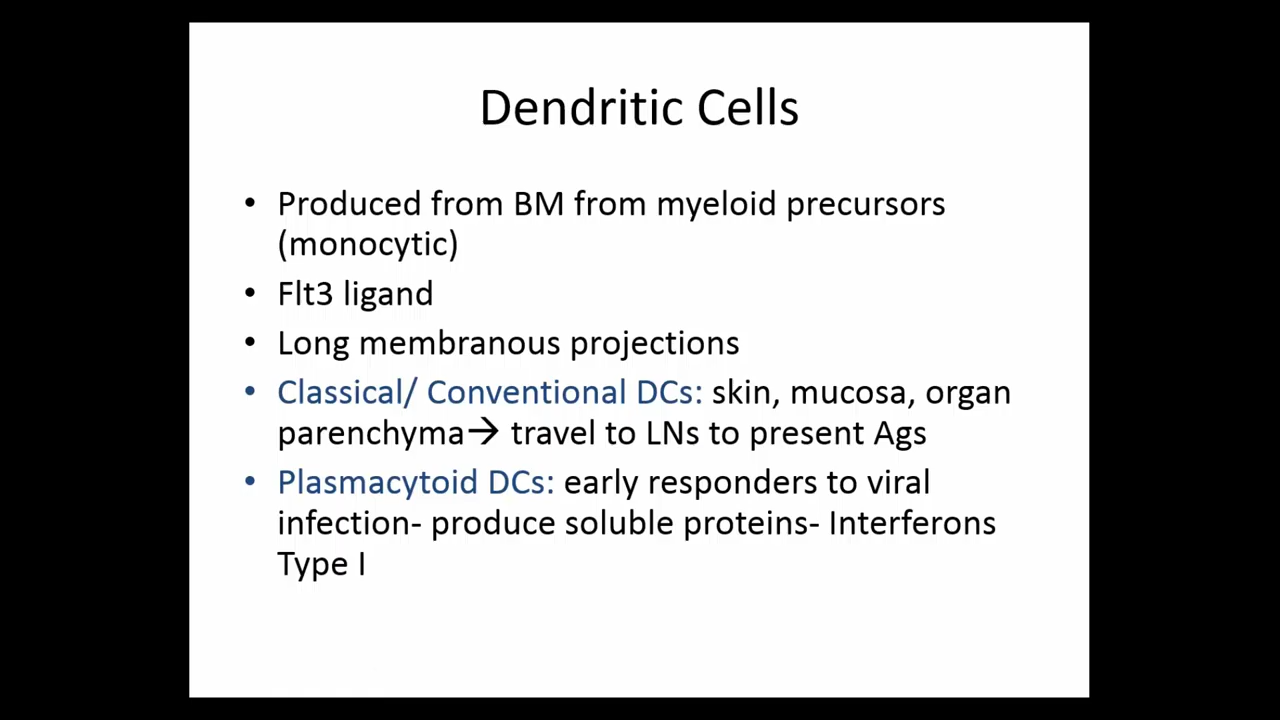 Dendritic Cells
• Produced from BM from myeloid precursors
(monocytic)
• Flt3 ligand
• Long membranous projections
• Classical/ Conventional DCs: skin, mucosa, organ
parenchyma→ travel to LNs to present Ags
• Plasmacytoid DCs: early responders to viral
infection- produce soluble proteins- Interferons
Type I